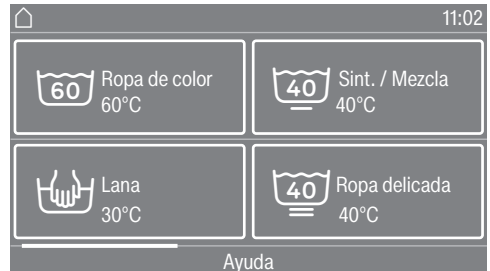 11:02
60 Ropa de color
60°C
40 Sint. / Mezcla
40°C
Lana
30°C
40 Ropa delicada
40°C
Ayuda